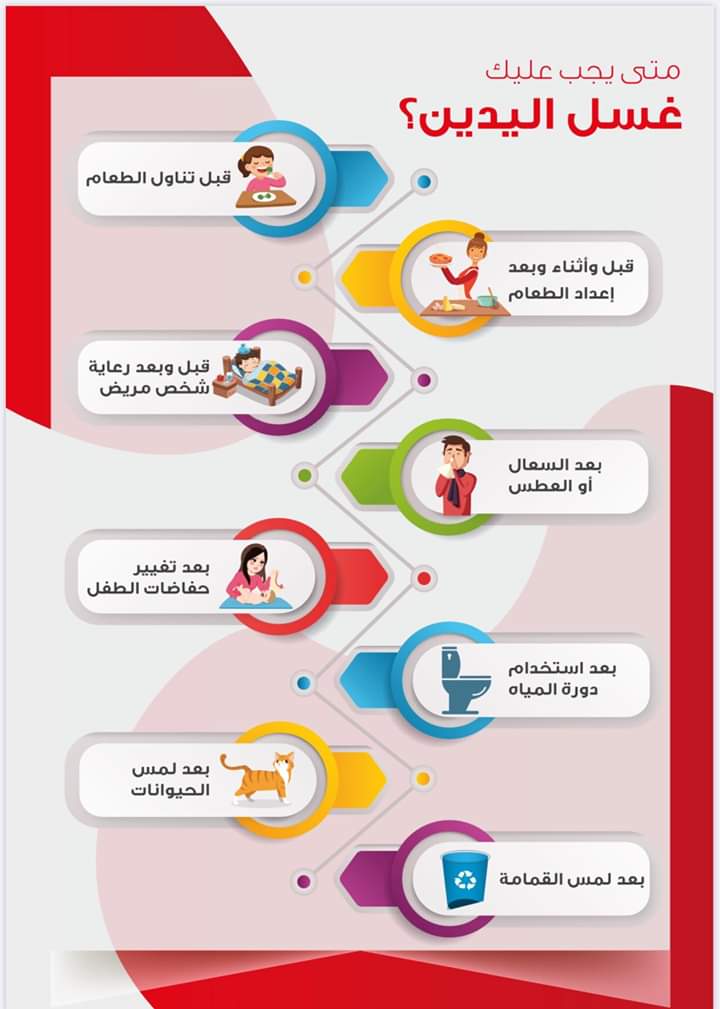 متى يجب عليك
غسل اليدين؟
قبل تناول الطعام
قبل وأثناء وبعد
إعداد الطعام
قبل وبعد رعاية
شخص مريض
بعد السعال
أو العطس
بعد تغيير
حفاضات الطفل
بعد استخدام
دورة المياه
بعد لمس
الحيوانات
بعد لمس القمامة